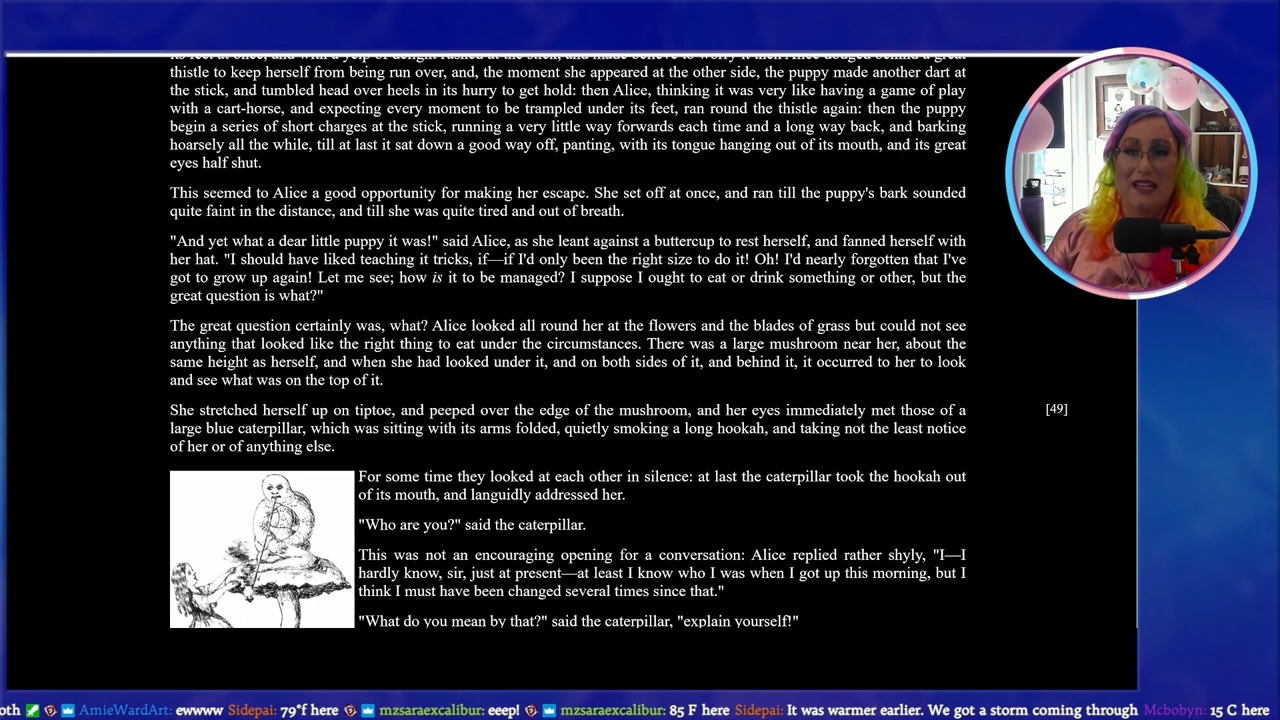 thistle to keep herself from being run over, and, the moment she appeared at the other side, the puppy made another dart at
the stick, and tumbled head over heels in its hurry to get hold: then Alice, thinking it was very like having a game of play
with a cart-horse, and expecting every moment to be trampled under its feet, ran round the thistle again: then the puppy
begin a series of short charges at the stick, running a very little way forwards each time and a long way back, and barking
hoarsely all the while, till at last it sat down a good way off, panting, with its tongue hanging out of its mouth, and its great
eyes half shut.
This seemed to Alice a good opportunity for making her escape. She set off at once, and ran till the puppy's bark sounded
quite faint in the distance, and till she was quite tired and out of breath.
"And yet what a dear little puppy it was!" said Alice, as she leant against a buttercup to rest herself, and fanned herself with
her hat. "I should have liked teaching it tricks, if—if I'd only been the right size to do it! Oh! I'd nearly forgotten that I've
got to grow up again! Let me see; how is it to be managed? I suppose I ought to eat or drink something or other, but the
great question is what?"
The great question certainly was, what? Alice looked all round her at the flowers and the blades of grass but could not see
anything that looked like the right thing to eat under the circumstances. There was a large mushroom near her, about the
same height as herself, and when she had looked under it, and on both sides of it, and behind it, it occurred to her to look
and see what was on the top of it.
She stretched herself up on tiptoe, and peeped over the edge of the mushroom, and her eyes immediately met those of a
[49]
large blue caterpillar, which was sitting with its arms folded, quietly smoking a long hookah, and taking not the least notice
of her or of anything else.
For some time they looked at each other in silence: at last the caterpillar took the hookah out
of its mouth, and languidly addressed her.
"Who are you?" said the caterpillar.
This was not an encouraging opening for a conversation: Alice replied rather shyly, "I—I
hardly know, sir, just at present—at least I know who I was when I got up this morning, but I
think I must have been changed several times since that."
"What do you mean by that?" said the caterpillar, "explain yourself!"
oth AmieWardArt: ewwww Sidepai: 79°f here mzsaraexcalibur: eeep! mzsaraexcalibur: 85 F here Sidepai: It was warmer earlier. We got a storm coming through Mcbobyn: 15 C here